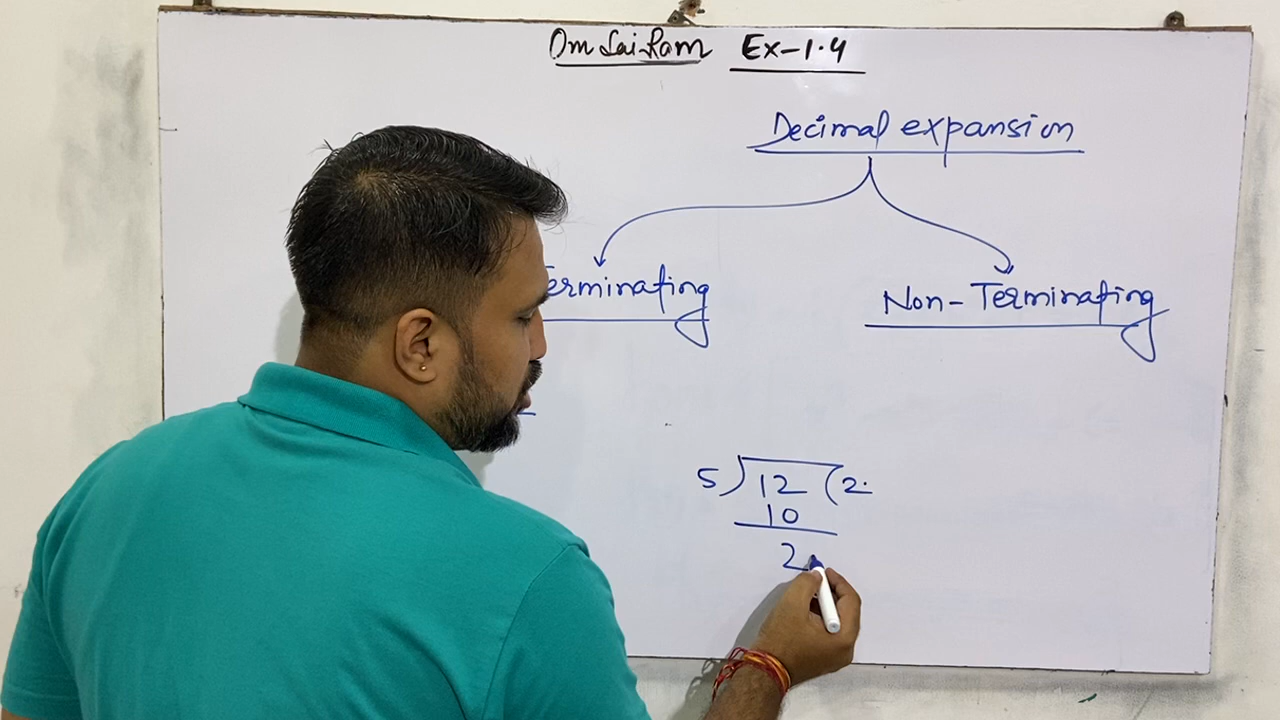 Om Sai Ram Ex-1.4
Decimal expansion
erminating Non-Terminating
5)12(2.
10
2